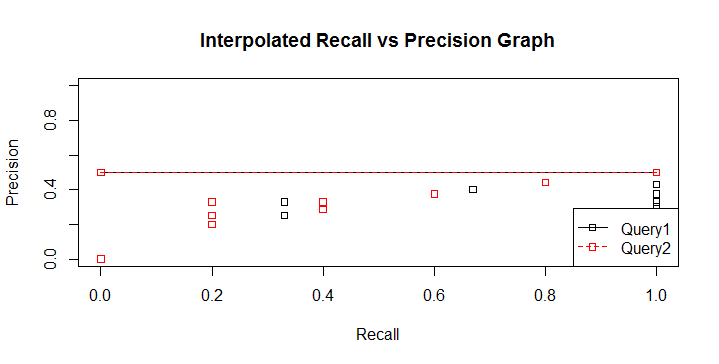 Interpolated Recall vs Precision Graph
Precision
0.8
0.4
0.0
Query1
Query2
0.0 0.2 0.4 0.6 0.8 1.0
Recall